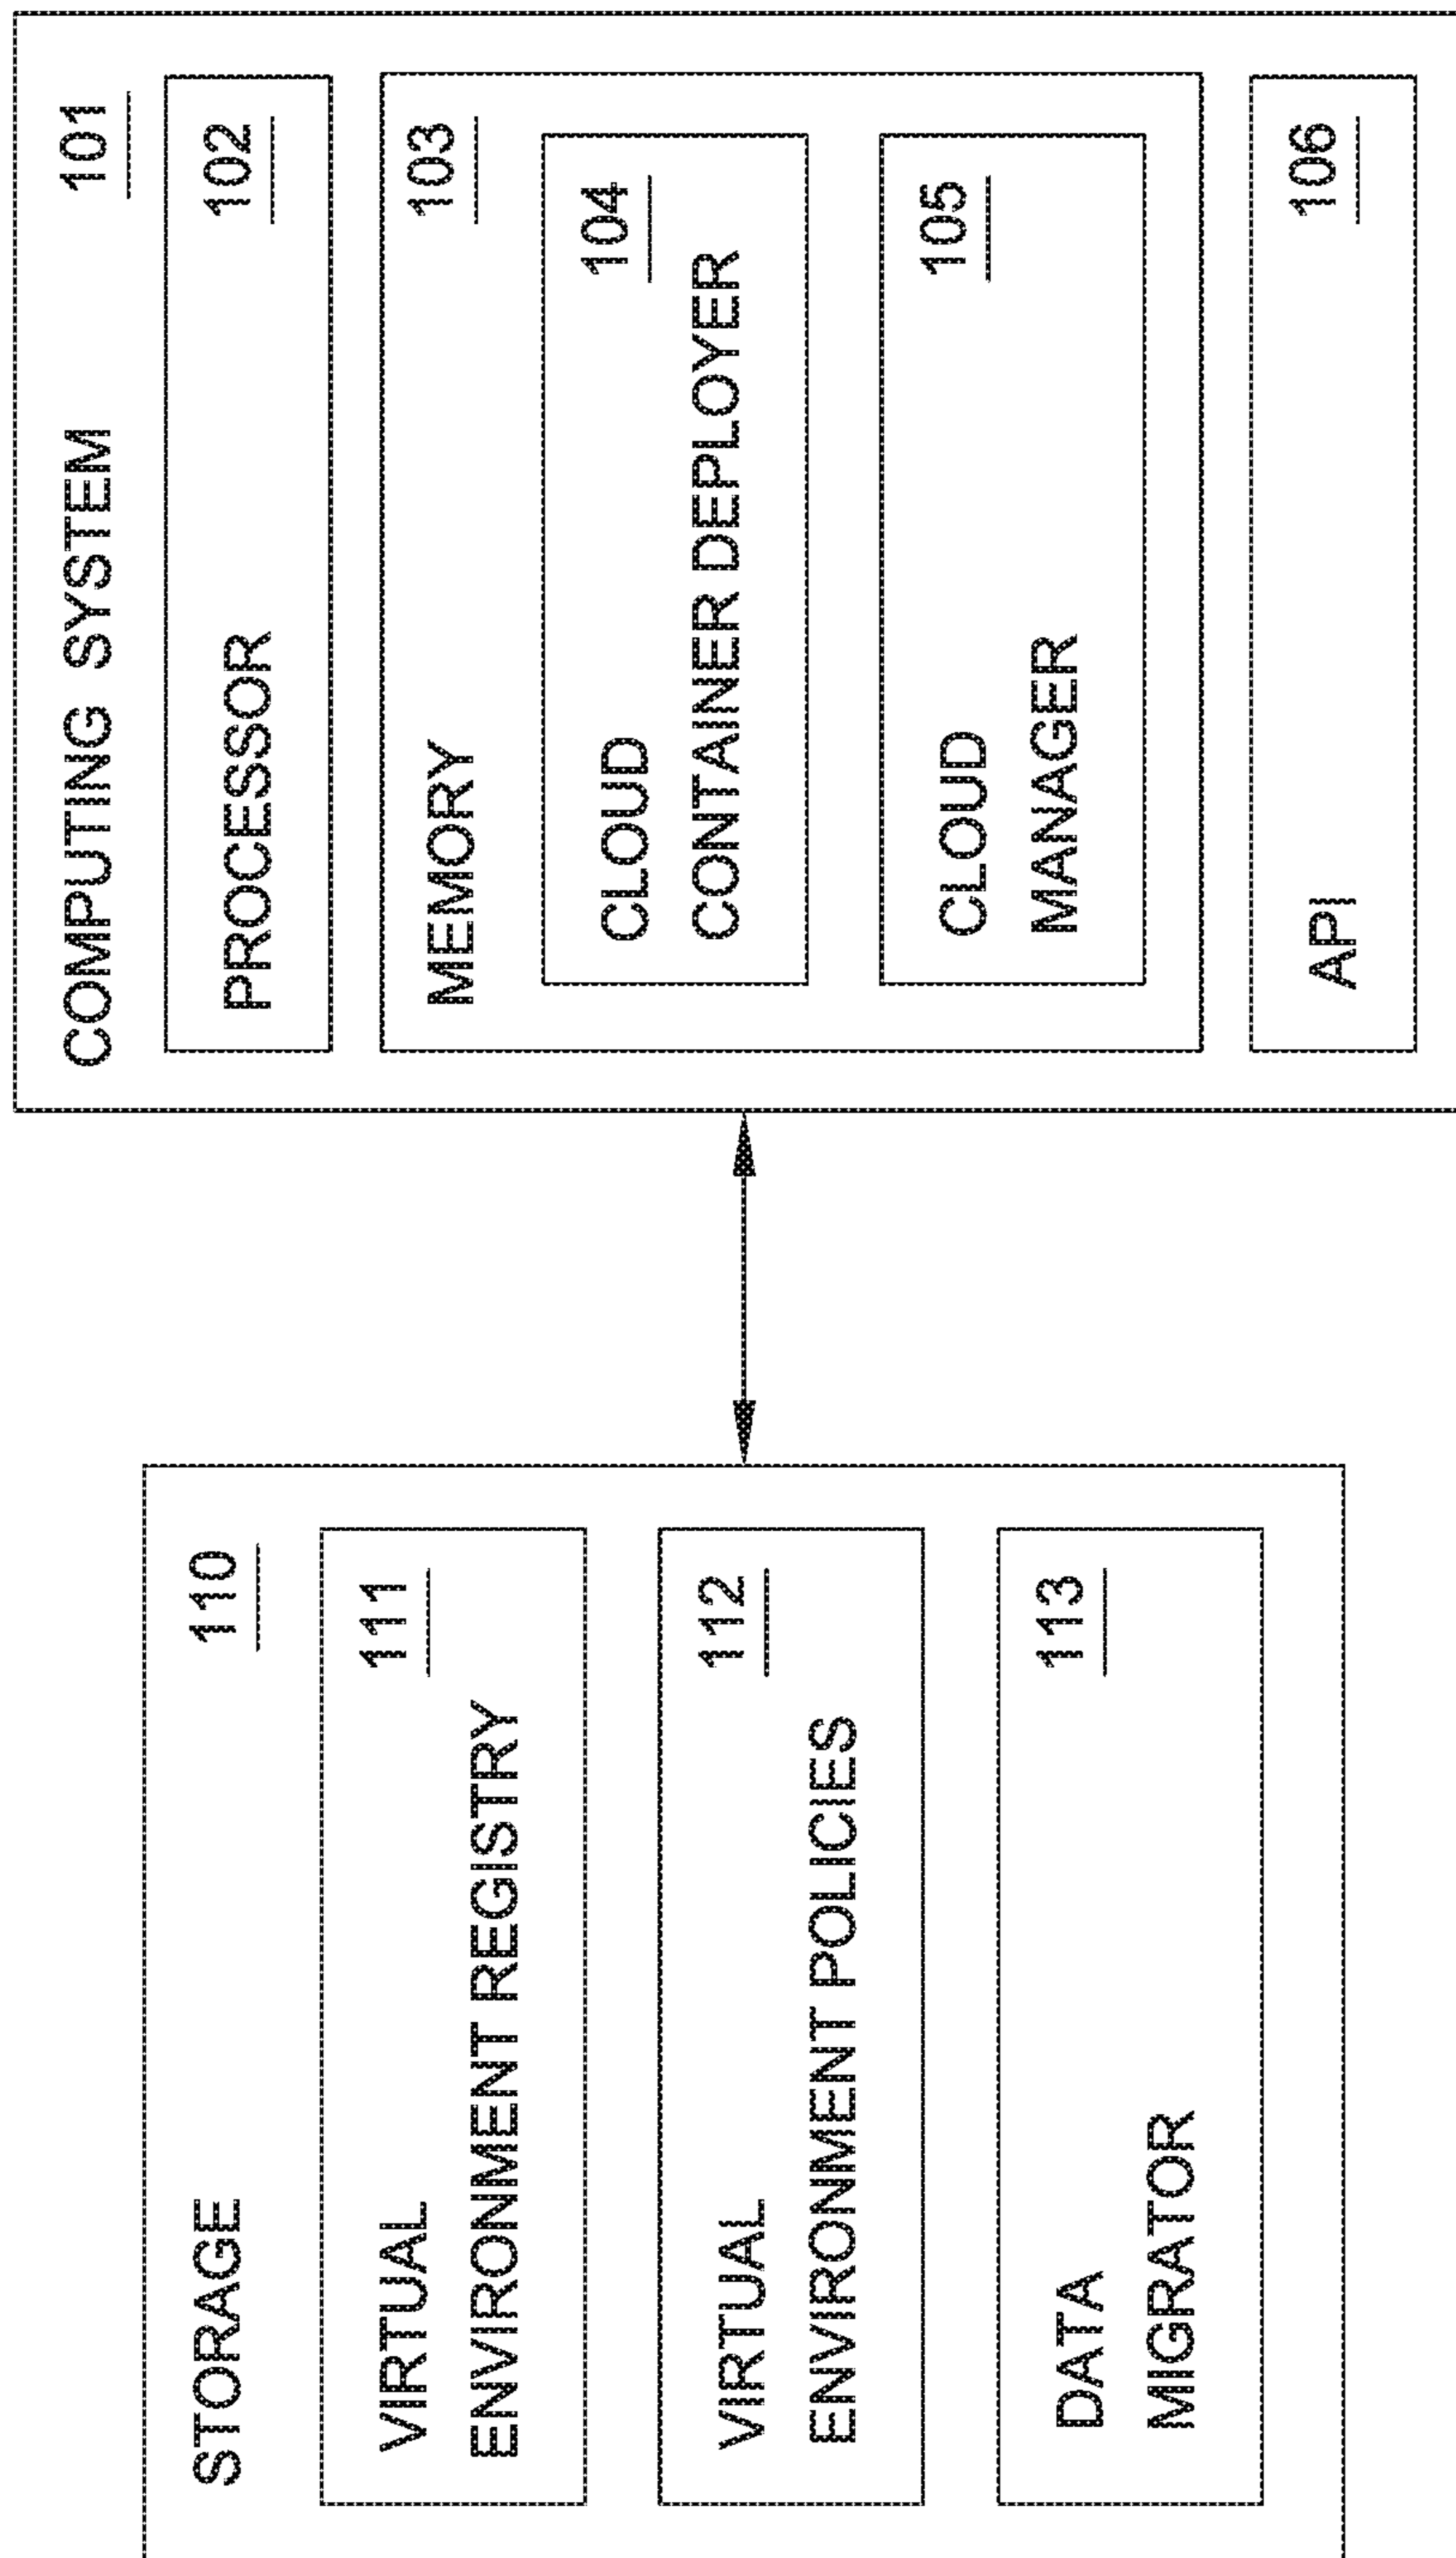 STORAGE 110
VIRTUAL 111
ENVIRONMENT REGISTRY
VIRTUAL 112
ENVIRONMENT POLICIES
DATA 113
MIGRATOR
COMPUTING SYSTEM 101
PROCESSOR 102
MEMORY 103
CLOUD 104
CONTAINER DEPLOYER
CLOUD 105
MANAGER
API 106